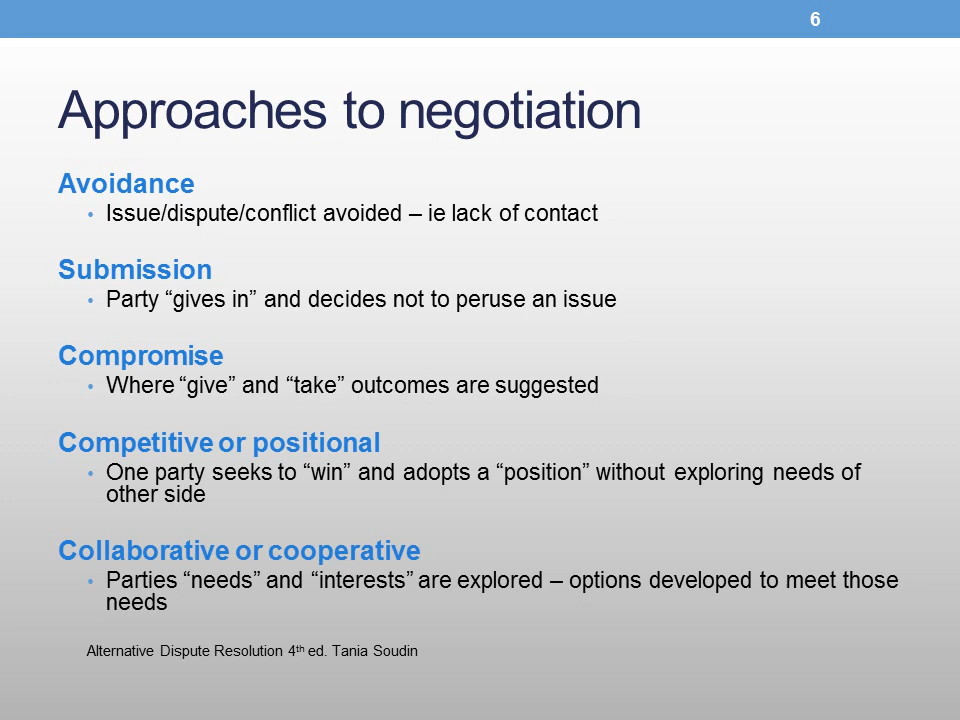 6
Approaches to negotiation
Avoidance
• Issue/dispute/conflict avoided – ie lack of contact
Submission
• Party “gives in” and decides not to peruse an issue
Compromise
• Where “give” and “take” outcomes are suggested
Competitive or positional
• One party seeks to “win” and adopts a “position” without exploring needs of
other side
Collaborative or cooperative
• Parties “needs” and “interests” are explored – options developed to meet those
needs
Alternative Dispute Resolution 4th ed. Tania Soudin